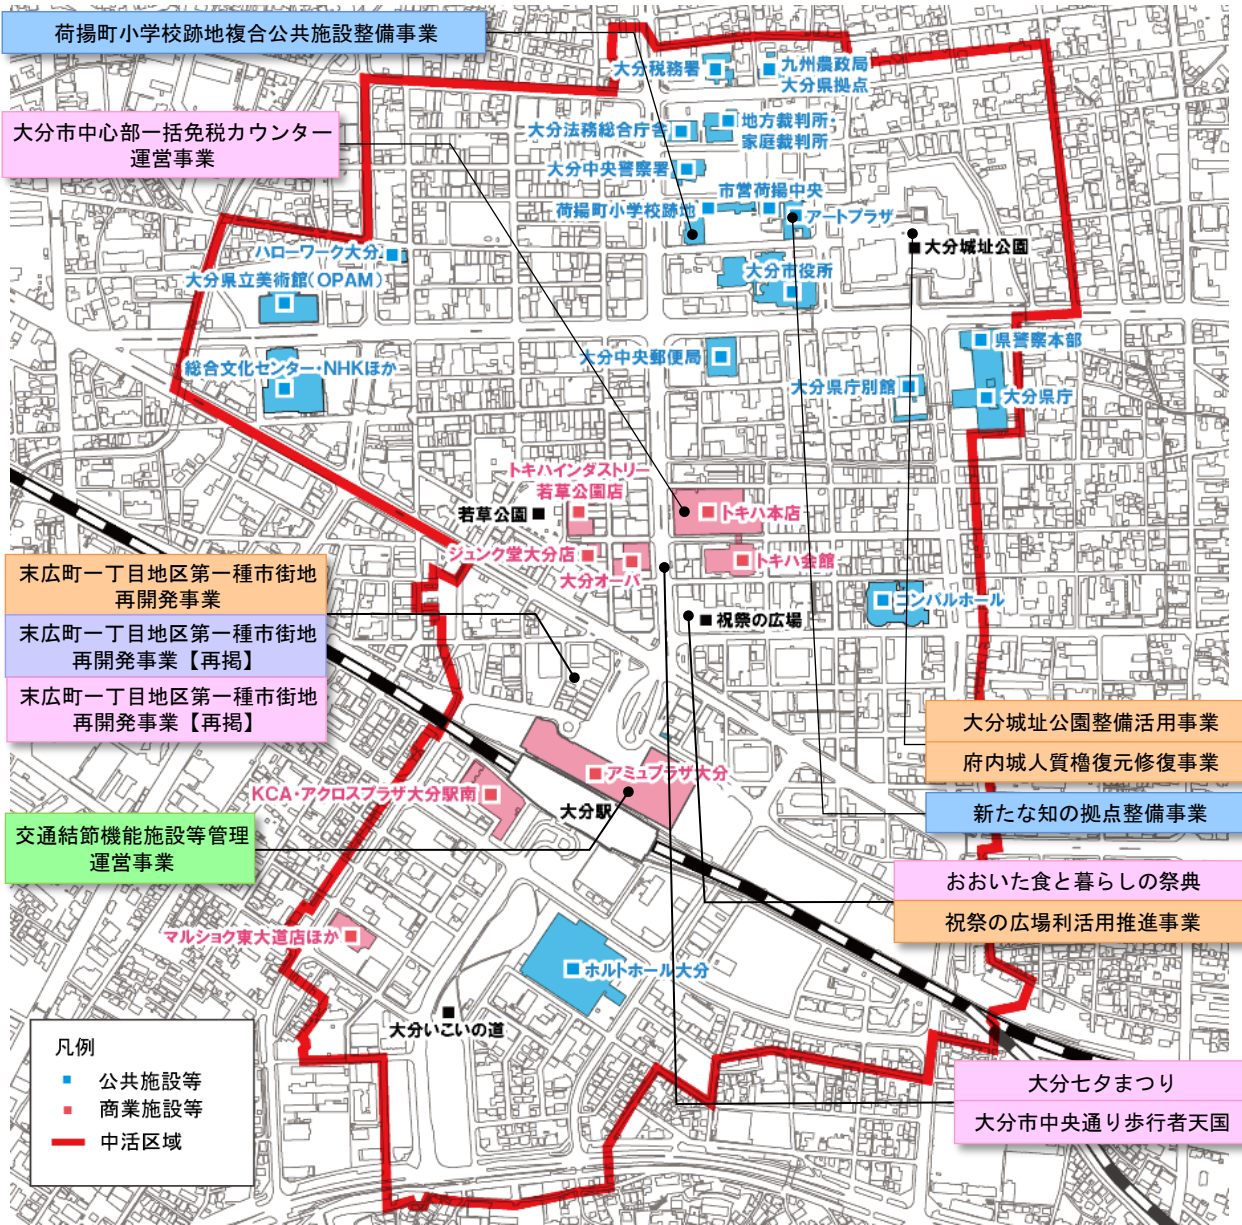 荷揚町小学校跡地複合公共施設整備事業
大分税務署
九州農政局
大分県拠点
大分市中心部一括免税カウンター
運営事業
大分法務総合庁舎
地方裁判所・
家庭裁判所
大分中央警察署
市営荷揚中央
荷揚町小学校跡地
アートプラザ
大分城址公園
ハローワーク大分
大分県立美術館(OPAM)
大分市役所
県警察本部
大分中央郵便局
総合文化センター・NHKほか
大分県庁別館
大分県庁
トキハインダストリー
若草公園店
若草公園
トキハ本店
ジュンク堂大分店
大分オーパ
トキハ会館
末広町一丁目地区第一種市街地
再開発事業
コンパルホール
祝祭の広場
末広町一丁目地区第一種市街地
再開発事業【再掲】
末広町一丁目地区第一種市街地
再開発事業【再掲】
大分城址公園整備活用事業
府内城人質櫓復元修復事業
アミュプラザ大分
KCA・アクロスプラザ大分駅南
大分駅
新たな知の拠点整備事業
交通結節機能施設等管理
運営事業
おおいた食と暮らしの祭典
祝祭の広場利活用推進事業
マルショク東大道店ほか
ホルトホール大分
大分いこいの道
凡例
公共施設等
商業施設等
中活区域
大分七夕まつり
大分市中央通り歩行者天国